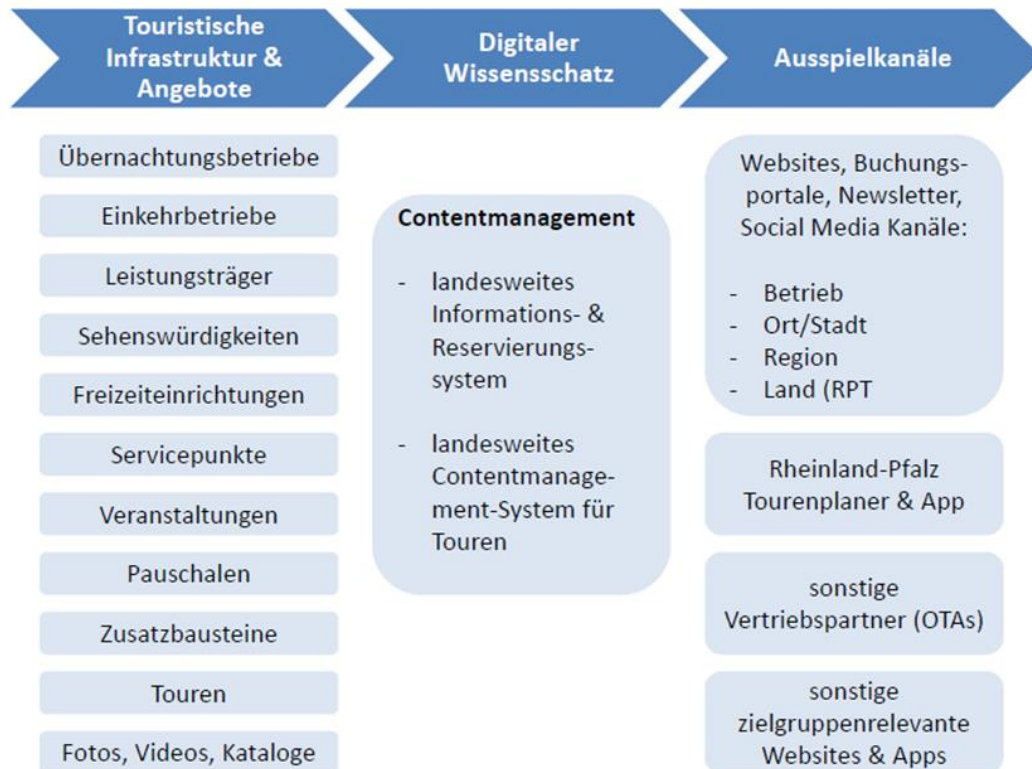 Touristische
Infrastruktur &
Angebote
Digitaler
Wissensschatz
Ausspielkanäle
Übernachtungsbetriebe
Einkehrbetriebe
Leistungsträger
Sehenswürdigkeiten
Freizeiteinrichtungen
Servicepunkte
Veranstaltungen
Pauschalen
Zusatzbausteine
Touren
Fotos, Videos, Kataloge
Contentmanagement
- landesweites
Informations- &
Reservierungs-
system
- landesweites
Contentmanage-
ment-System für
Touren
Websites, Buchungs-
portale, Newsletter,
Social Media Kanäle:
- Betrieb
- Ort/Stadt
- Region
- Land (RPT
Rheinland-Pfalz
Tourenplaner & App
sonstige
Vertriebspartner (OTAs)
sonstige
zielgruppenrelevante
Websites & Apps